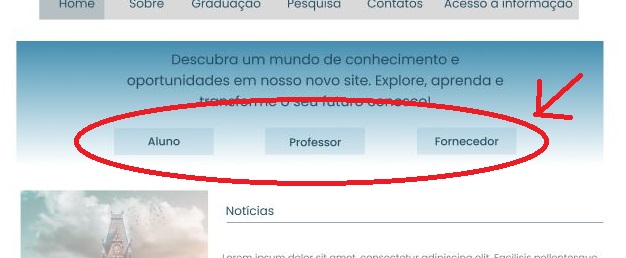 Home Sobre Graduação Pesquisa Contatos Acesso à informação
Descubra um mundo de conhecimento e
oportunidades em nosso novo site. Explore, aprenda e
transforme o seu futuro conosco!
Aluno Professor Fornecedor
Notícias
Lorem ipsum dolor sit amet, consectetur adipiscing elit. Facilisis pellentesque